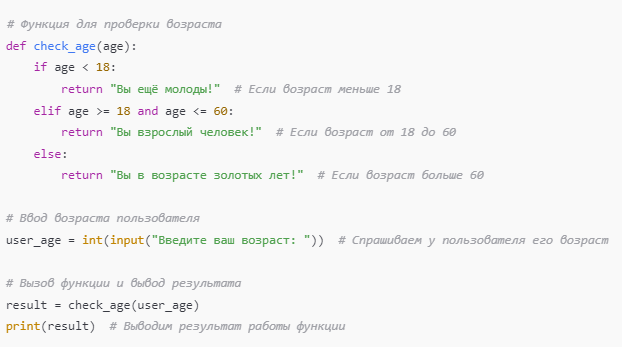 # Функция для проверки возраста
def check_age(age):
    if age < 18:
        return "Вы ещё молоды!"  # Если возраст меньше 18
    elif age >= 18 and age <= 60:
        return "Вы взрослый человек!"  # Если возраст от 18 до 60
    else:
        return "Вы в возрасте золотых лет!"  # Если возраст больше 60
# Ввод возраста пользователя
user_age = int(input("Введите ваш возраст: "))  # Спрашиваем у пользователя его возраст
# Вызов функции и вывод результата
result = check_age(user_age)
print(result)  # Выводим результат работы функции